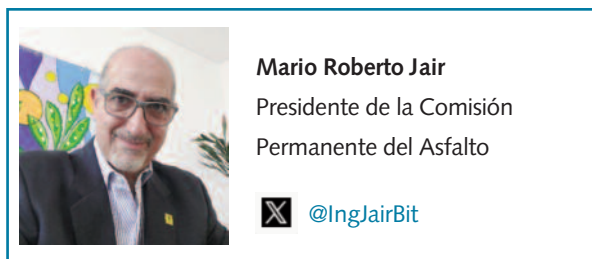 Mario Roberto Jair
Presidente de la Comisión
Permanente del Asfalto
@IngJairBit